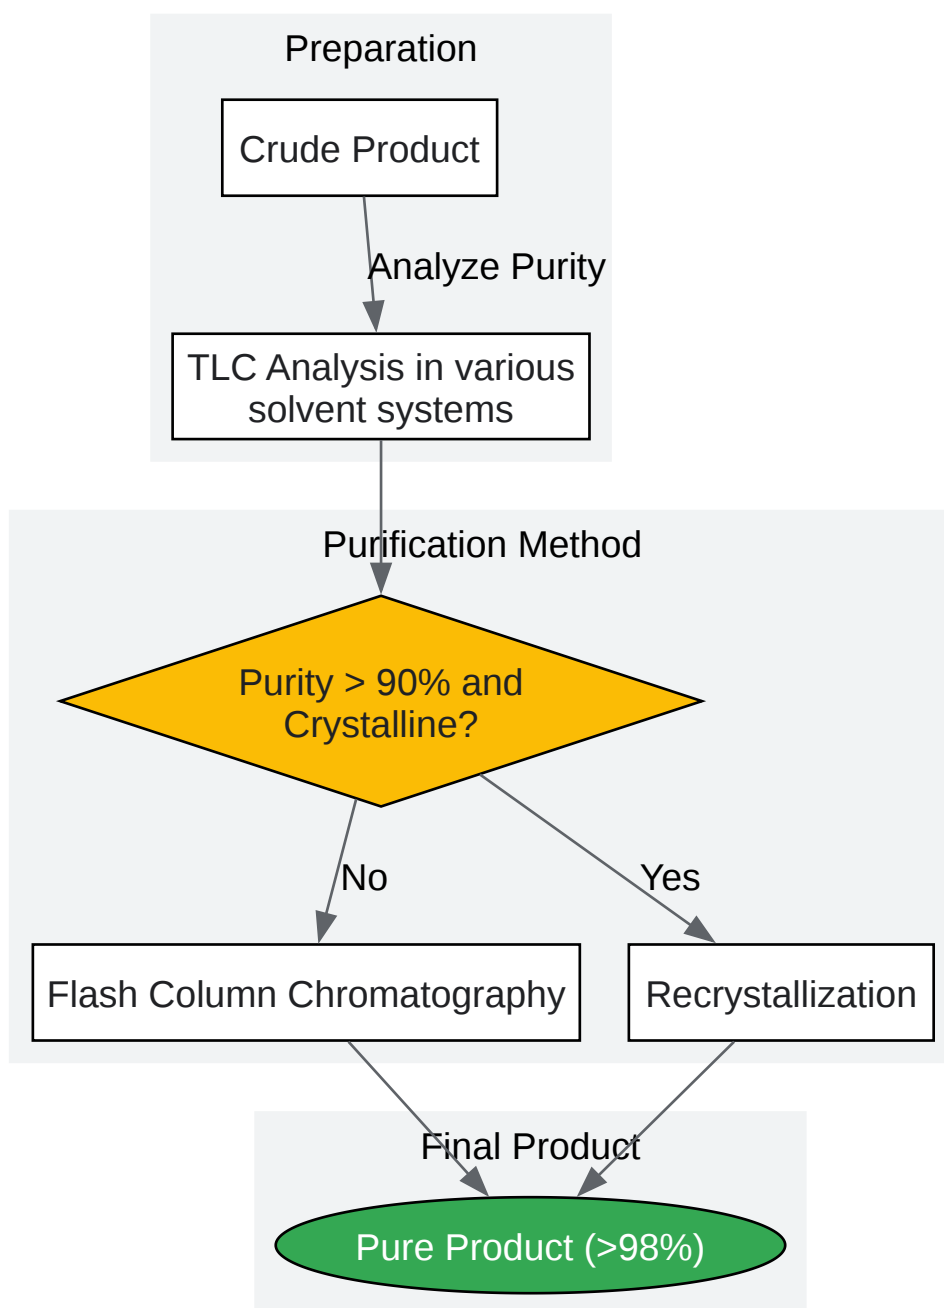 Preparation
Crude Product
Analyze Purity
TLC Analysis in various
solvent systems
Purification Method
Purity > 90% and
Crystalline?
No
Yes
Flash Column Chromatography
Recrystallization
Final Product
Pure Product (>98%)